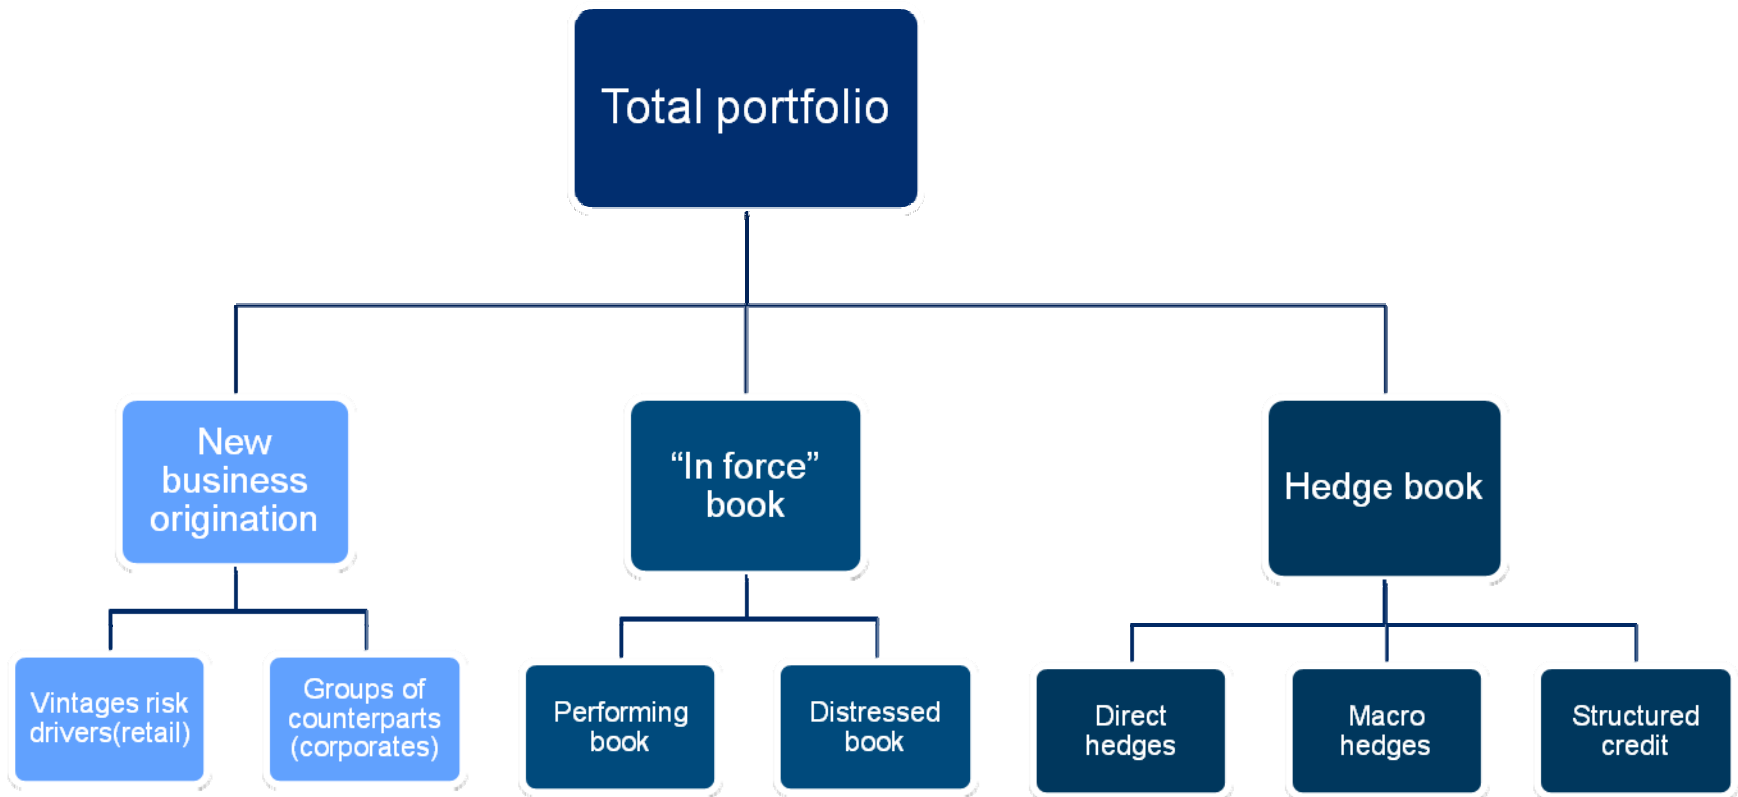 Total portfolio
New
business
origination
“In force”
book
Hedge book
Vintages risk
drivers(retail)
Groups of
counterparts
(corporates)
Performing
book
Distressed
book
Direct
hedges
Macro
hedges
Structured
credit